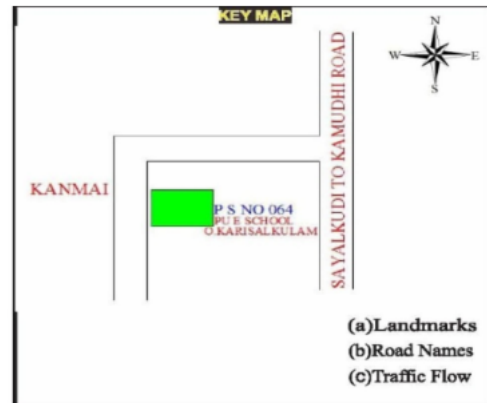 KEY MAP
N
W E
S
SAYALKUDI TO KAMUDHI ROAD
KANMAI
P S NO 064
PU E SCHOOL
O.KARISALKULAM
(a)Landmarks
(b)Road Names
(c)Traffic Flow